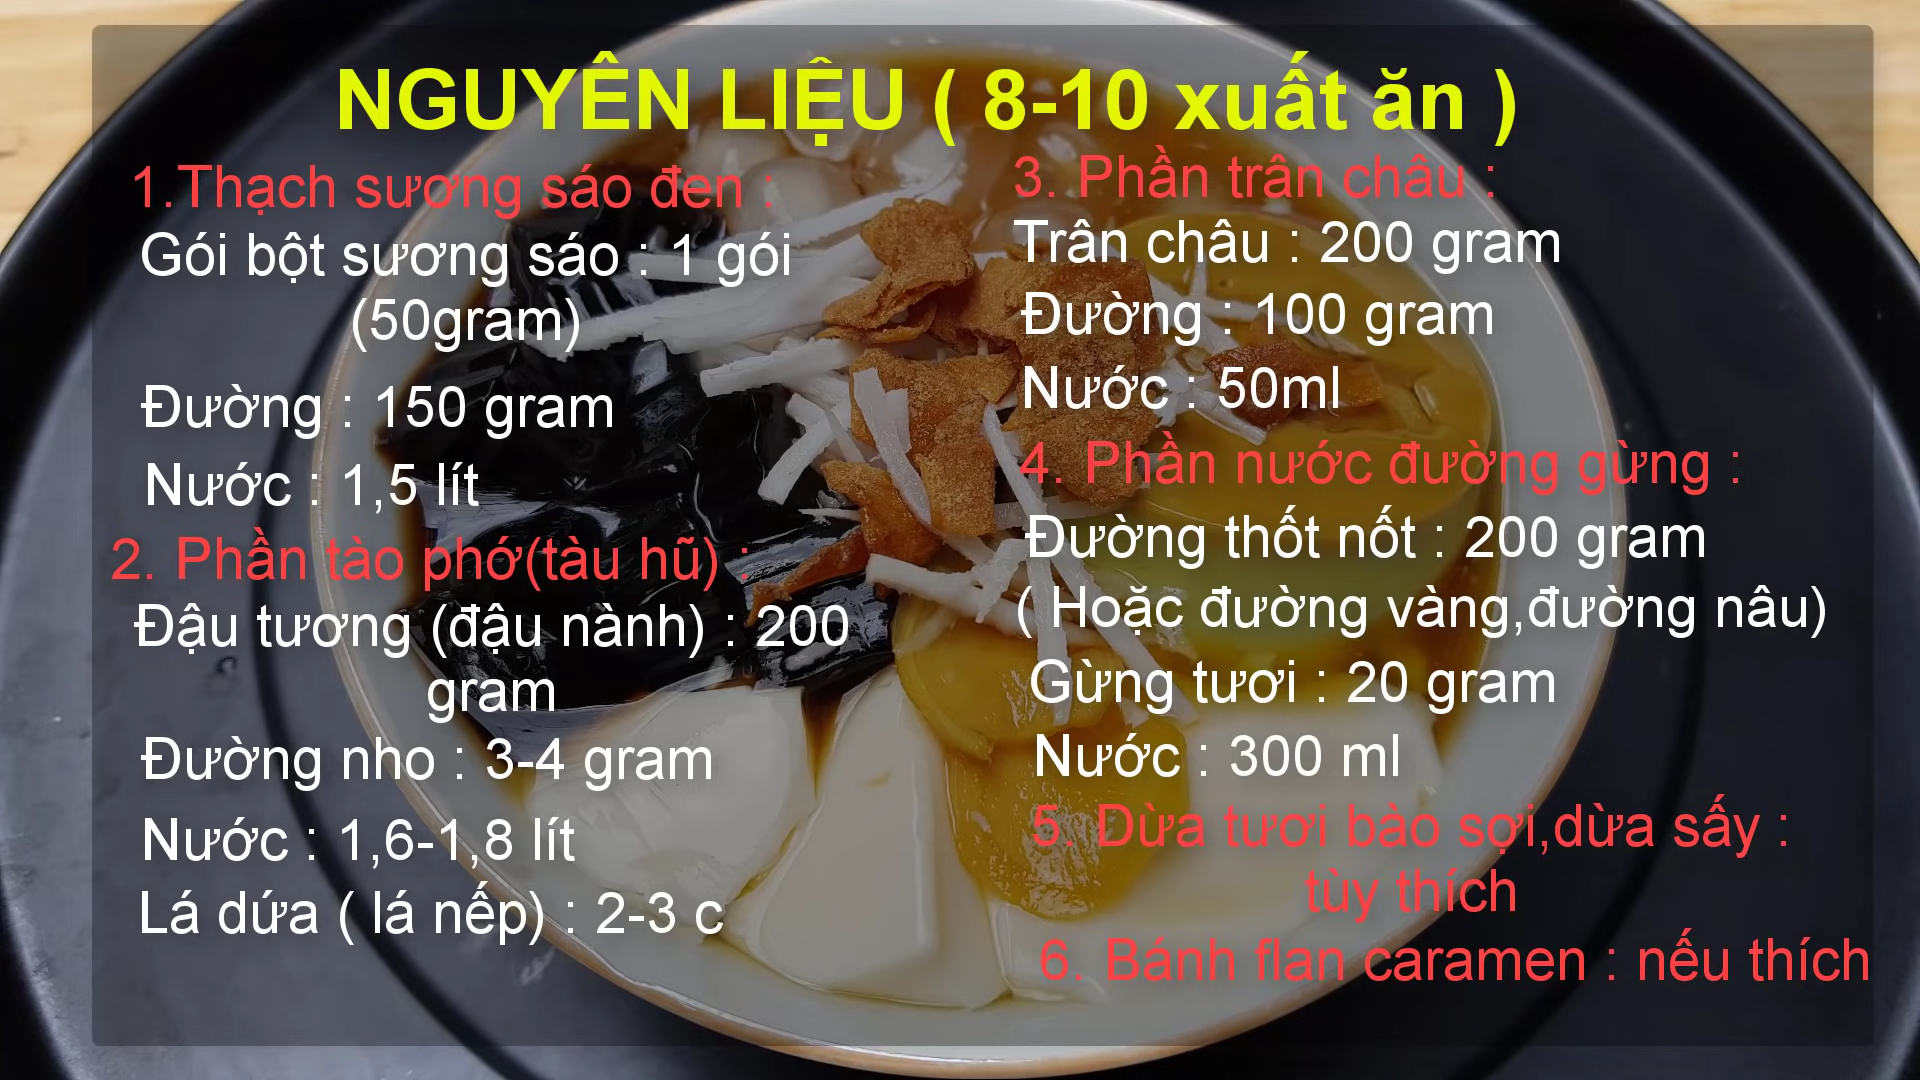 NGUYÊN LIỆU ( 8-10 xuất ăn )
1.Thạch sương sáo đen :
Gói bột sương sáo : 1 gói
(50gram)
Đường : 150 gram
Nước : 1,5 lít
2. Phần tào phớ(tàu hũ) :
Đậu tương (đậu nành) : 200
gram
Đường nho : 3-4 gram
Nước : 1,6-1,8 lít
Lá dứa ( lá nếp) : 2-3 c
3. Phần trân châu :
Trân châu : 200 gram
Đường : 100 gram
Nước : 50ml
4. Phần nước đường gừng :
Đường thốt nốt : 200 gram
( Hoặc đường vàng,đường nâu)
Gừng tươi : 20 gram
Nước : 300 ml
5. Dừa tươi bào sợi,dừa sấy :
tùy thích
6. Bánh flan caramen : nếu thích